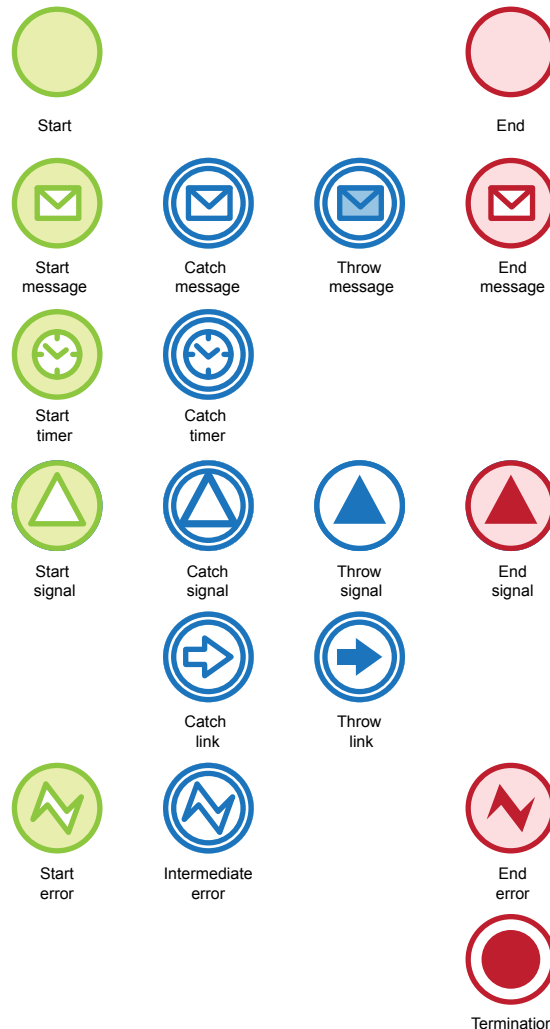 Start
End
Start
message
Catch
message
Throw
message
End
message
Start
timer
Catch
timer
Start
signal
Catch
signal
Throw
signal
End
signal
Catch
link
Throw
link
Start
error
Intermediate
error
End
error
Termination